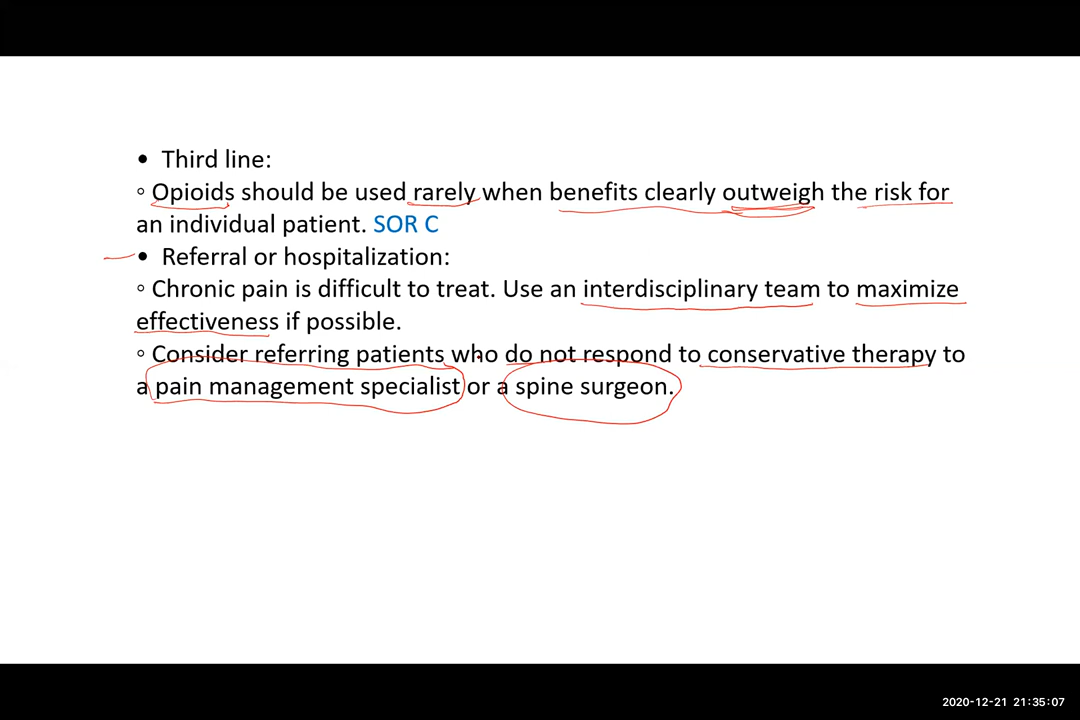 • Third line:
◦ Opioids should be used rarely when benefits clearly outweigh the risk for
an individual patient. SOR C
• Referral or hospitalization:
◦ Chronic pain is difficult to treat. Use an interdisciplinary team to maximize
effectiveness if possible.
◦ Consider referring patients who do not respond to conservative therapy to
a pain management specialist or a spine surgeon.
2020-12-21 21:35:07